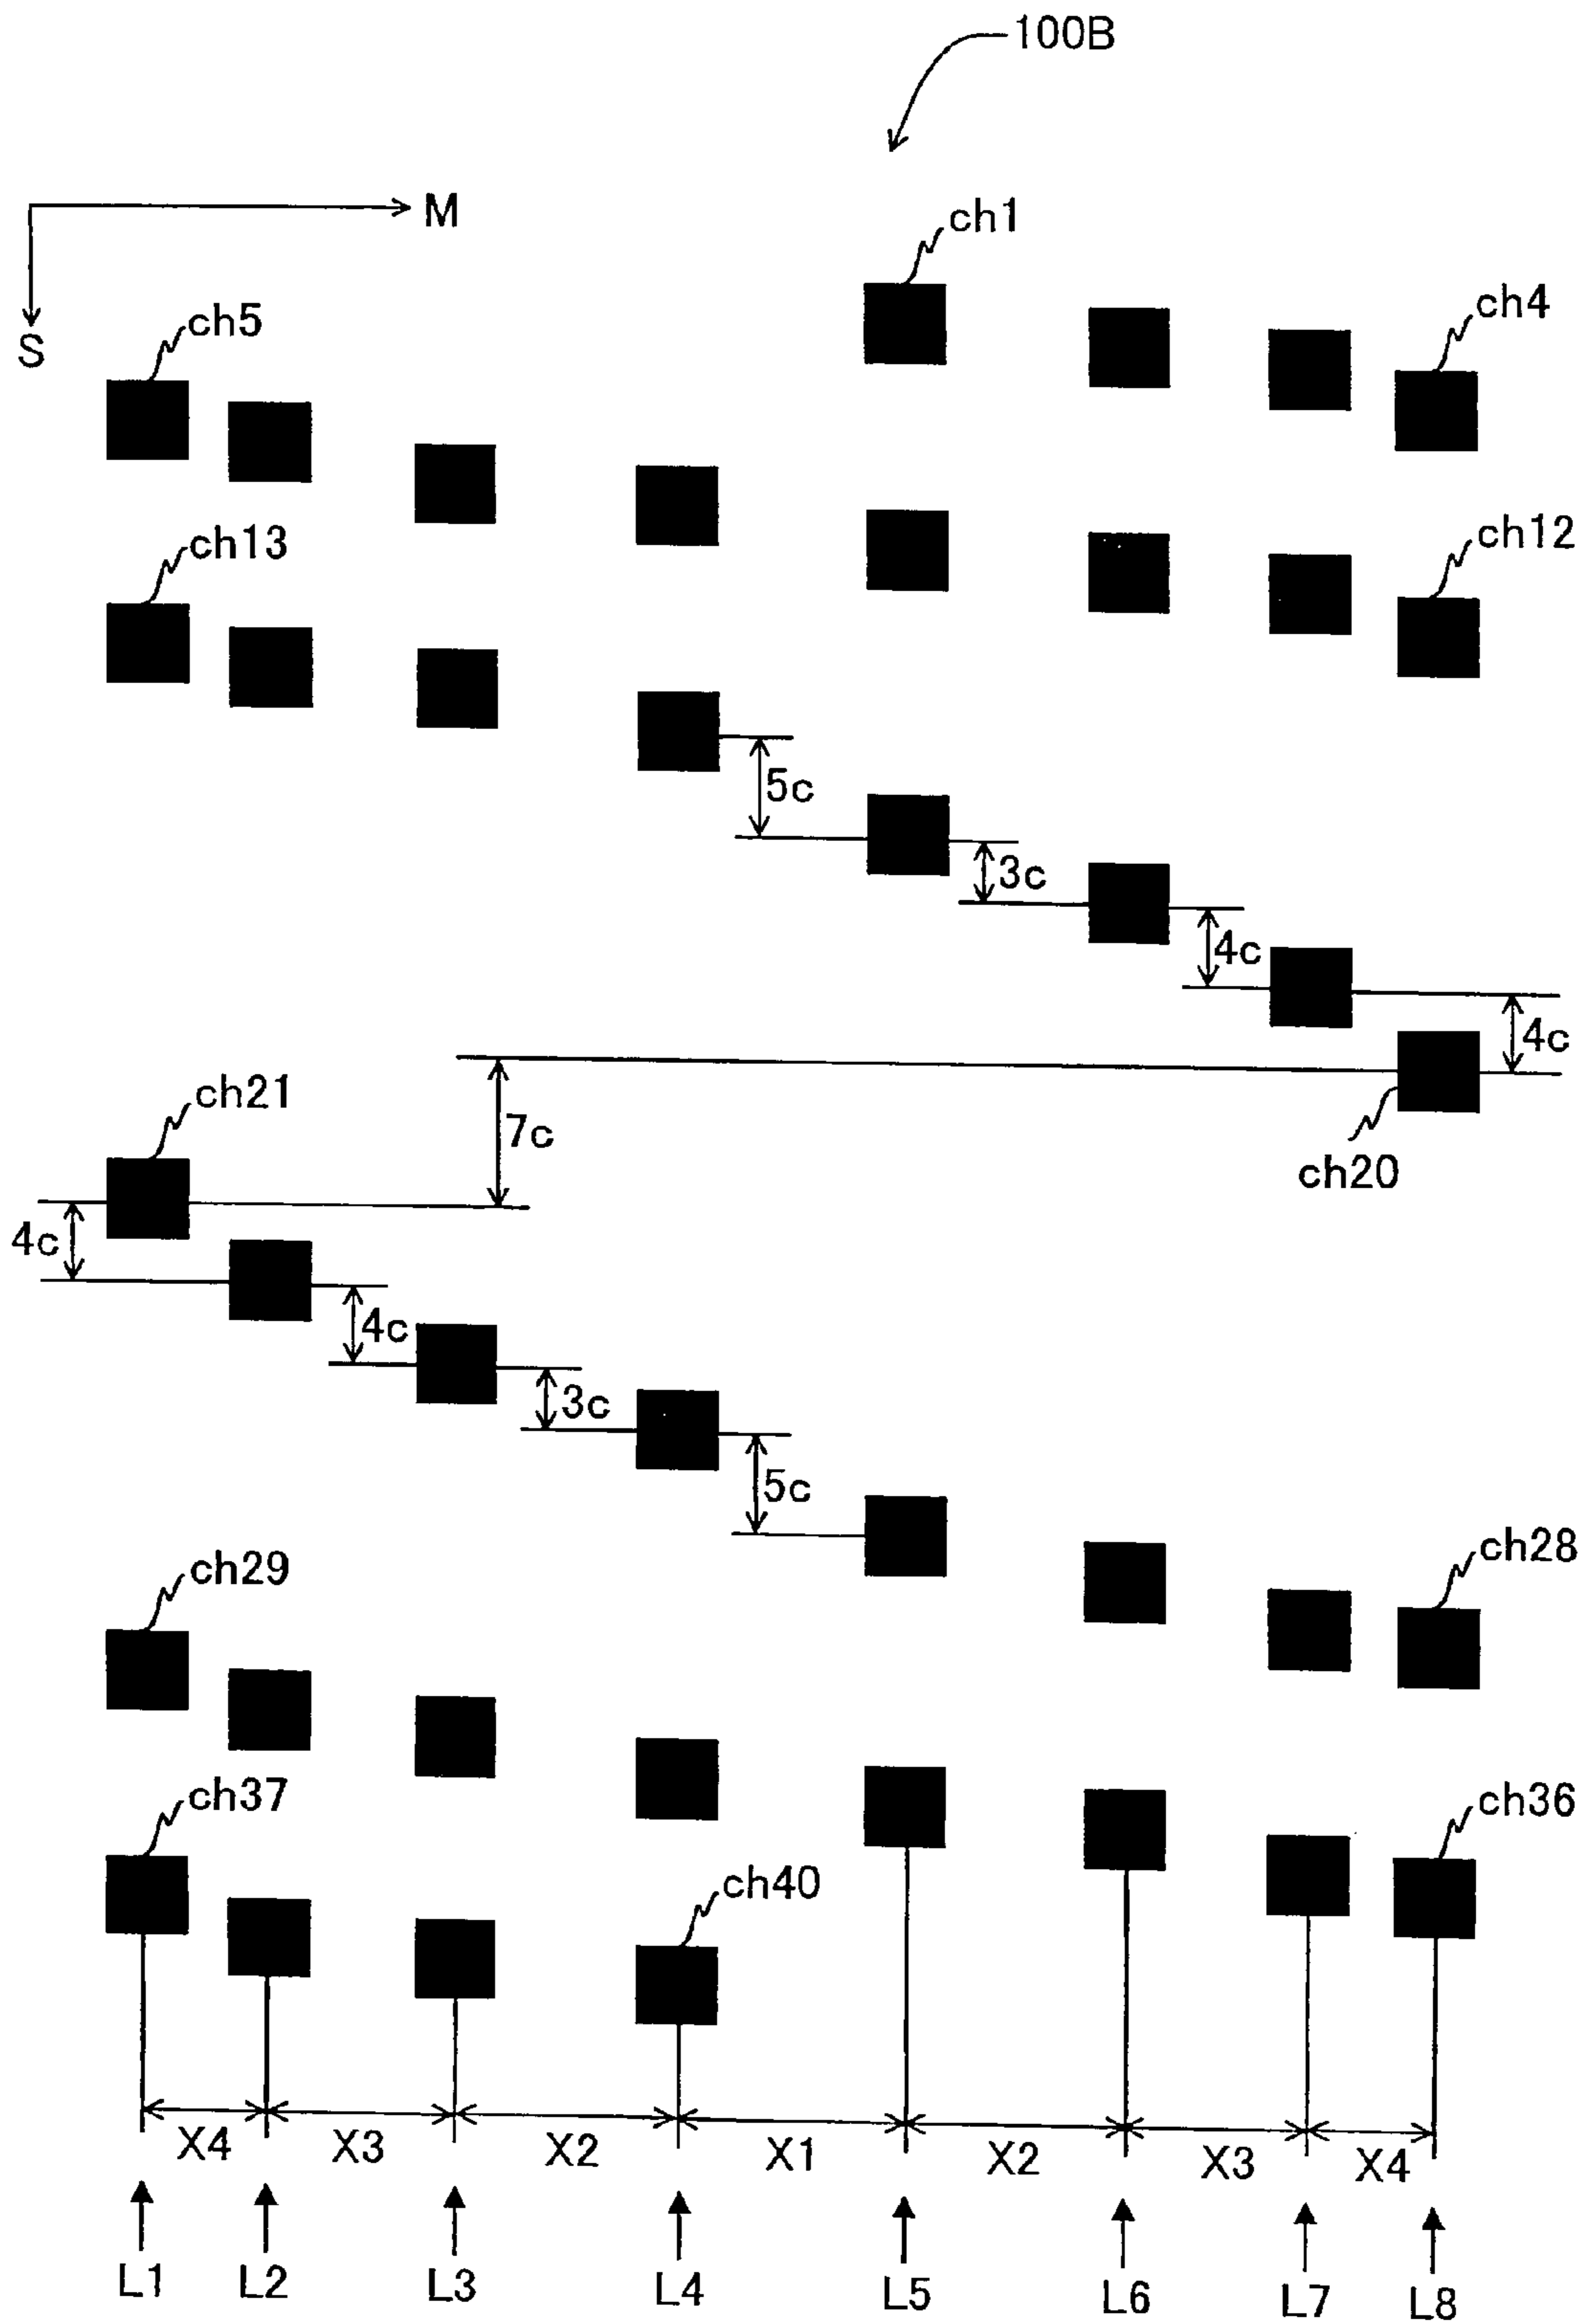 100B
M
S
ch1
ch4
ch5
ch12
ch13
5c
3c
4c
4c
ch20
ch21
7c
4c
4c
3c
5c
ch28
ch29
ch36
ch37
ch40
X4 X3 X2 X1 X2 X3 X4
L1 L2 L3 L4 L5 L6 L7 L8